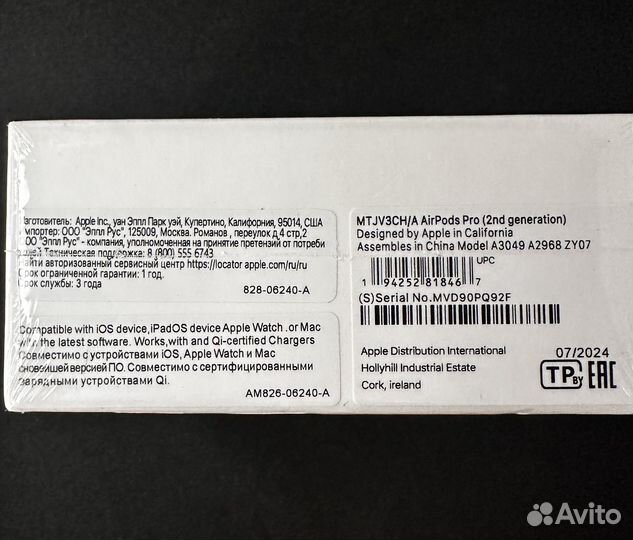 Изготовитель: Apple Inc., уан Эппл Парк уэй, Купертино, Калифорния, 95014, США
Импортер: ООО "Эппл Рус", 125009, Москва. Романов , переулок д,4 стр,2
ООО "Эппл Рус" - компания, уполномоченная на принятие претензий от потреби
елей Техническая поддержка: 8 (800) 555 6743
Найти авторизованный сервисный центр https://locator.apple.com/ru/ru
Срок ограниченной гарантии: 1 год.
Срок службы: 3 года
828-06240-A
Compatible with iOS device,iPadOS device Apple Watch .or Mac
with the latest software. Works,with and Qi-certified Chargers
Совместимо с устройствами iOS, Apple Watch и Mac
сновейшей версией ПО. Совместимо с сертифицированными
зарядными устройствами Qi.
AM826-06240-A
MTJV3CH/A AirPods Pro (2nd generation)
Designed by Apple in California
Assembles in China Model A3049 A2968 ZY07
UPC
1 94252 81846 7
(S)Serial No.MVD90PQ92F
Apple Distribution International
Hollyhill Industrial Estate
Cork, ireland
07/2024
TP By EAC
Avito